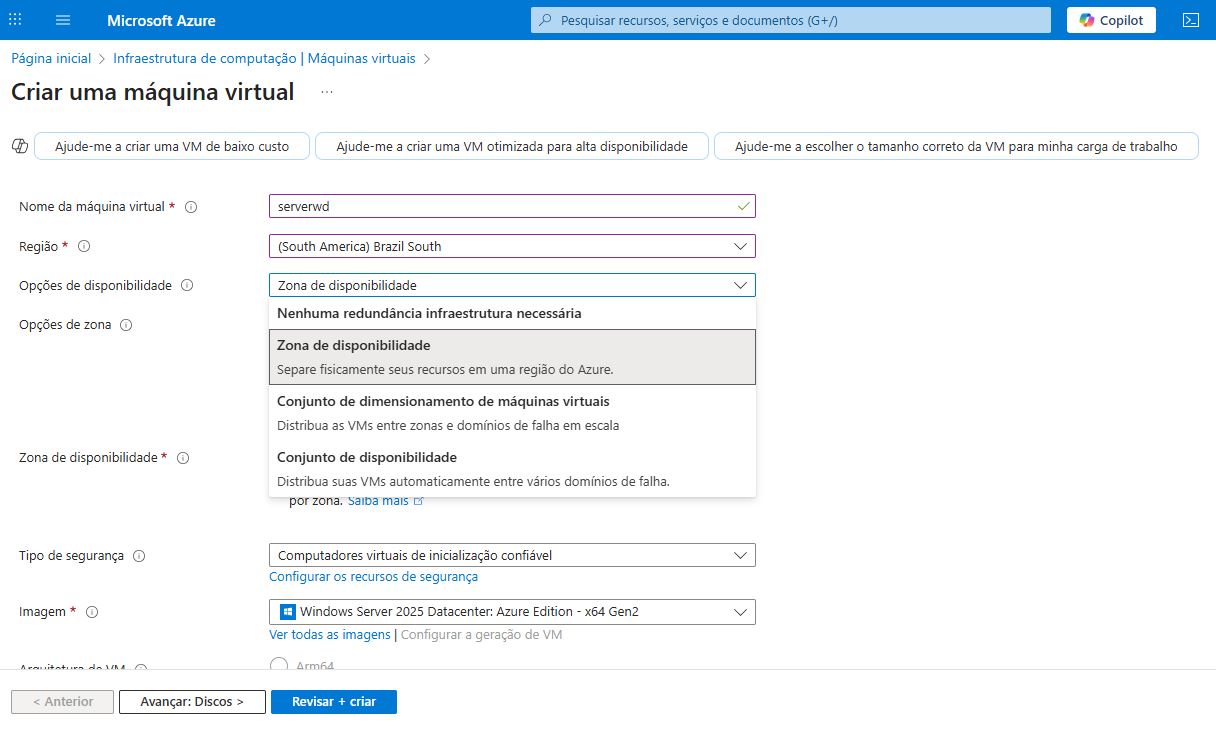 Microsoft Azure
Pesquisar recursos, serviços e documentos (G+/)
Copilot
Página inicial > Infraestrutura de computação | Máquinas virtuais >
Criar uma máquina virtual ...
Ajude-me a criar uma VM de baixo custo
Ajude-me a criar uma VM otimizada para alta disponibilidade
Ajude-me a escolher o tamanho correto da VM para minha carga de trabalho
Nome da máquina virtual *
serverwd
Região *
(South America) Brazil South
Opções de disponibilidade
Zona de disponibilidade
Nenhuma redundância infraestrutura necessária
Opções de zona
Zona de disponibilidade
Separe fisicamente seus recursos em uma região do Azure.
Conjunto de dimensionamento de máquinas virtuais
Distribua as VMs entre zonas e domínios de falha em escala
Zona de disponibilidade *
Conjunto de disponibilidade
Distribua suas VMs automaticamente entre vários domínios de falha.
por zona. Saiba mais
Tipo de segurança
Computadores virtuais de inicialização confiável
Configurar os recursos de segurança
Imagem *
Windows Server 2025 Datacenter: Azure Edition - x64 Gen2
Ver todas as imagens | Configurar a geração de VM
Arquitetura de VM
Arm64
< Anterior
Avançar: Discos >
Revisar + criar